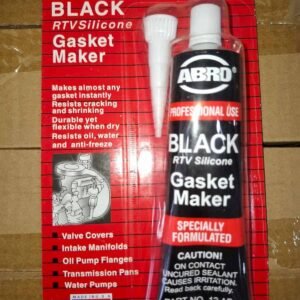 BLACK
RTV Silicone
Gasket
Maker
Makes almost any
gasket instantly
Resists cracking
and shrinking
Durable yet
flexible when dry
Resists oil, water
and anti-freeze
• Valve Covers
• Intake Manifolds
• Oil Pump Flanges
• Transmission Pans
• Water Pumps
ABRO
PROFESSIONAL USE
BLACK
RTV Silicone
Gasket
Maker
SPECIALLY
FORMULATED
CAUTION!
ON CONTACT
UNCURED SEALANT
CAUSES IRRITATION.
Read back carefully.